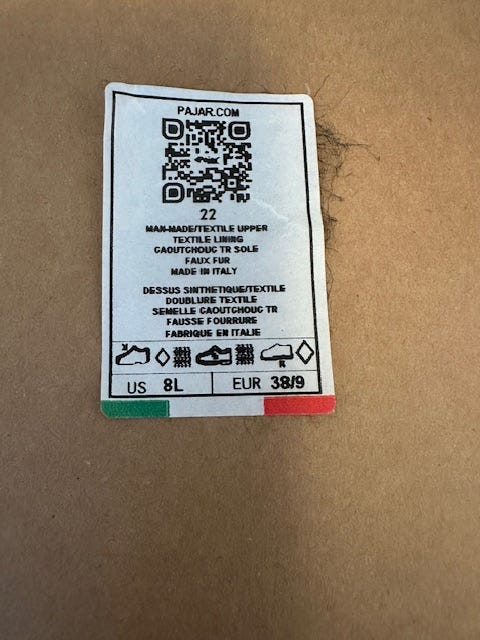 PAJAR.COM
22
MAN-MADE/TEXTILE UPPER
TEXTILE LINING
CAOUTCHOUC TR SOLE
FAUX FUR
MADE IN ITALY
DESSUS SINTHETIQUE/TEXTILE
DOUBLURE TEXTILE
SEMELLE CAOUTCHOUC TR
FAUSSE FOURRURE
FABRIQUE EN ITALIE
US 8L EUR 38/9